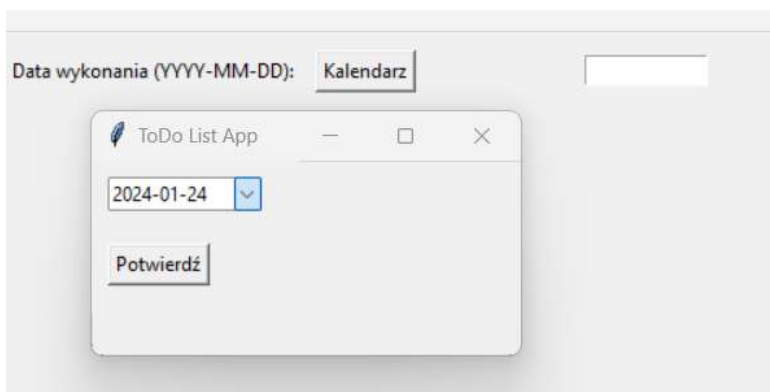 Data wykonania (YYYY-MM-DD): Kalendarz
ToDo List App
2024-01-24
Potwierdź